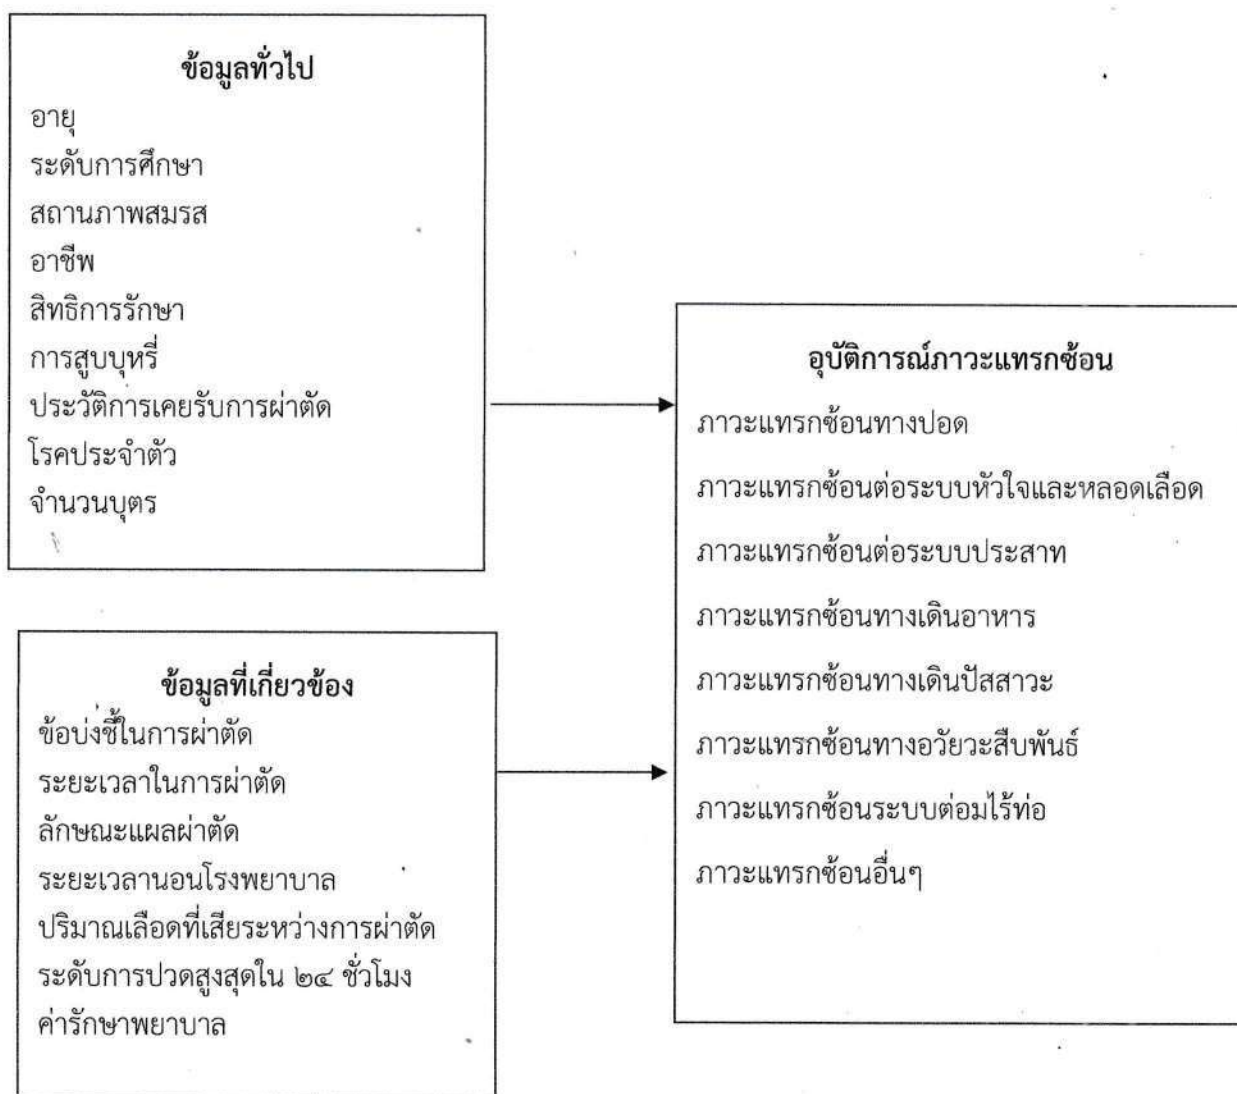 ข้อมูลทั่วไป
อายุ
ระดับการศึกษา
สถานภาพสมรส
อาชีพ
สิทธิการรักษา
การสูบบุหรี่
ประวัติการเคยรับการผ่าตัด
โรคประจำตัว
จำนวนบุตร
ข้อมูลที่เกี่ยวข้อง
ข้อบ่งชี้ในการผ่าตัด
ระยะเวลาในการผ่าตัด
ลักษณะแผลผ่าตัด
ระยะเวลานอนโรงพยาบาล
ปริมาณเลือดที่เสียระหว่างการผ่าตัด
ระดับการปวดสูงสุดใน ๒๔ ชั่วโมง
ค่ารักษาพยาบาล
อุบัติการณ์ภาวะแทรกซ้อน
ภาวะแทรกซ้อนทางปอด
ภาวะแทรกซ้อนต่อระบบหัวใจและหลอดเลือด
ภาวะแทรกซ้อนต่อระบบประสาท
ภาวะแทรกซ้อนทางเดินอาหาร
ภาวะแทรกซ้อนทางเดินปัสสาวะ
ภาวะแทรกซ้อนทางอวัยวะสืบพันธ์
ภาวะแทรกซ้อนระบบต่อมไร้ท่อ
ภาวะแทรกซ้อนอื่นๆ